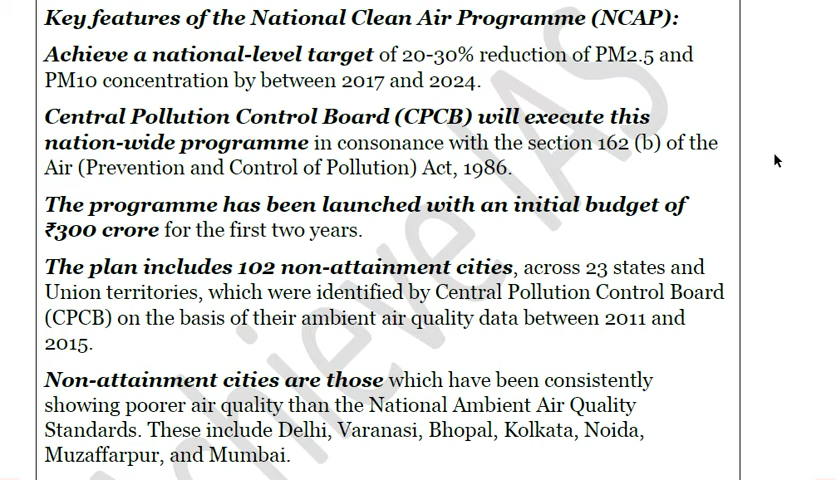 Key features of the National Clean Air Programme (NCAP):
Achieve a national-level target of 20-30% reduction of PM2.5 and
PM10 concentration by between 2017 and 2024.
Central Pollution Control Board (CPCB) will execute this
nation-wide programme in consonance with the section 162 (b) of the
Air (Prevention and Control of Pollution) Act, 1986.
The programme has been launched with an initial budget of
₹300 crore for the first two years.
The plan includes 102 non-attainment cities, across 23 states and
Union territories, which were identified by Central Pollution Control Board
(CPCB) on the basis of their ambient air quality data between 2011 and
2015.
Non-attainment cities are those which have been consistently
showing poorer air quality than the National Ambient Air Quality
Standards. These include Delhi, Varanasi, Bhopal, Kolkata, Noida,
Muzaffarpur, and Mumbai.
Achieve IAS